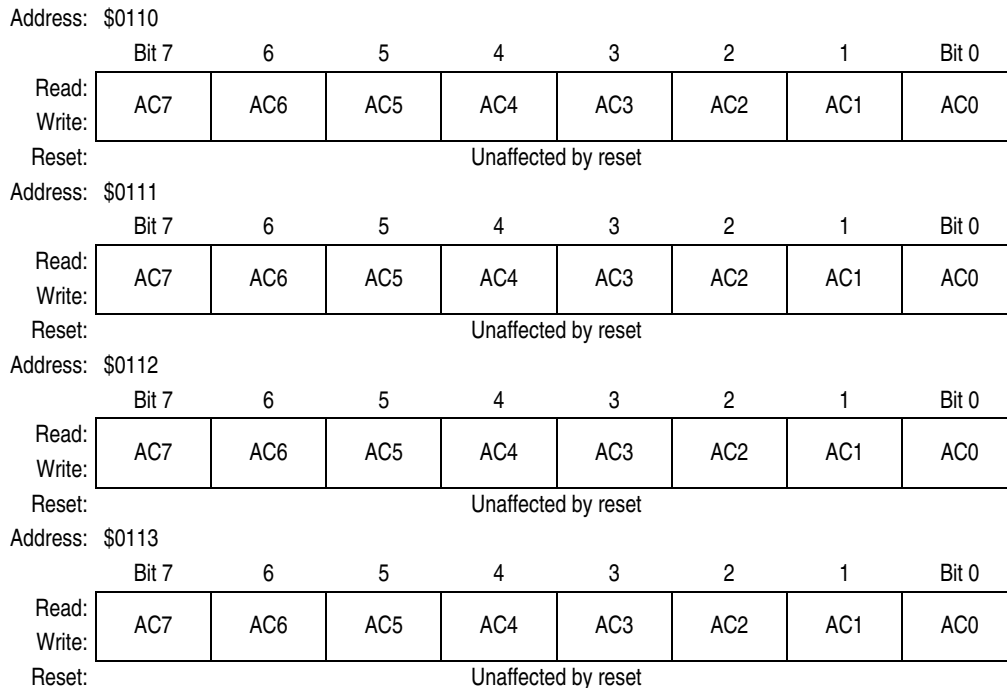 Address: $0110
Bit 7 6 5 4 3 2 1 Bit 0
Read:
AC7 AC6 AC5 AC4 AC3 AC2 AC1 AC0
Write:
Reset: Unaffected by reset
Address: $0111
Bit 7 6 5 4 3 2 1 Bit 0
Read:
AC7 AC6 AC5 AC4 AC3 AC2 AC1 AC0
Write:
Reset: Unaffected by reset
Address: $0112
Bit 7 6 5 4 3 2 1 Bit 0
Read:
AC7 AC6 AC5 AC4 AC3 AC2 AC1 AC0
Write:
Reset: Unaffected by reset
Address: $0113
Bit 7 6 5 4 3 2 1 Bit 0
Read:
AC7 AC6 AC5 AC4 AC3 AC2 AC1 AC0
Write:
Reset: Unaffected by reset